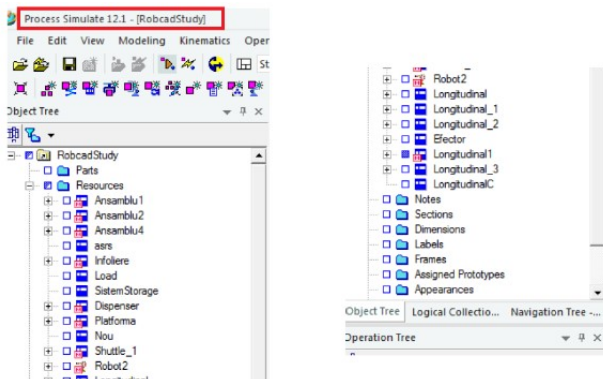 Process Simulate 12.1 - [RobcadStudy]
File Edit View Modeling Kinematics Oper
St
Object Tree
RobcadStudy
Parts
Resources
Ansamblu1
Ansamblu2
Ansamblu4
asrs
Infoliere
Load
SistemStorage
Dispenser
Platforma
Nou
Shuttle_1
Robot2
Robot2
Longitudinal
Longitudinal_1
Longitudinal_2
Efector
Longitudinal1
Longitudinal_3
LongitudinalC
Notes
Sections
Dimensions
Labels
Frames
Assigned Prototypes
Appearances
Object Tree Logical Collectio... Navigation Tree -...
Operation Tree